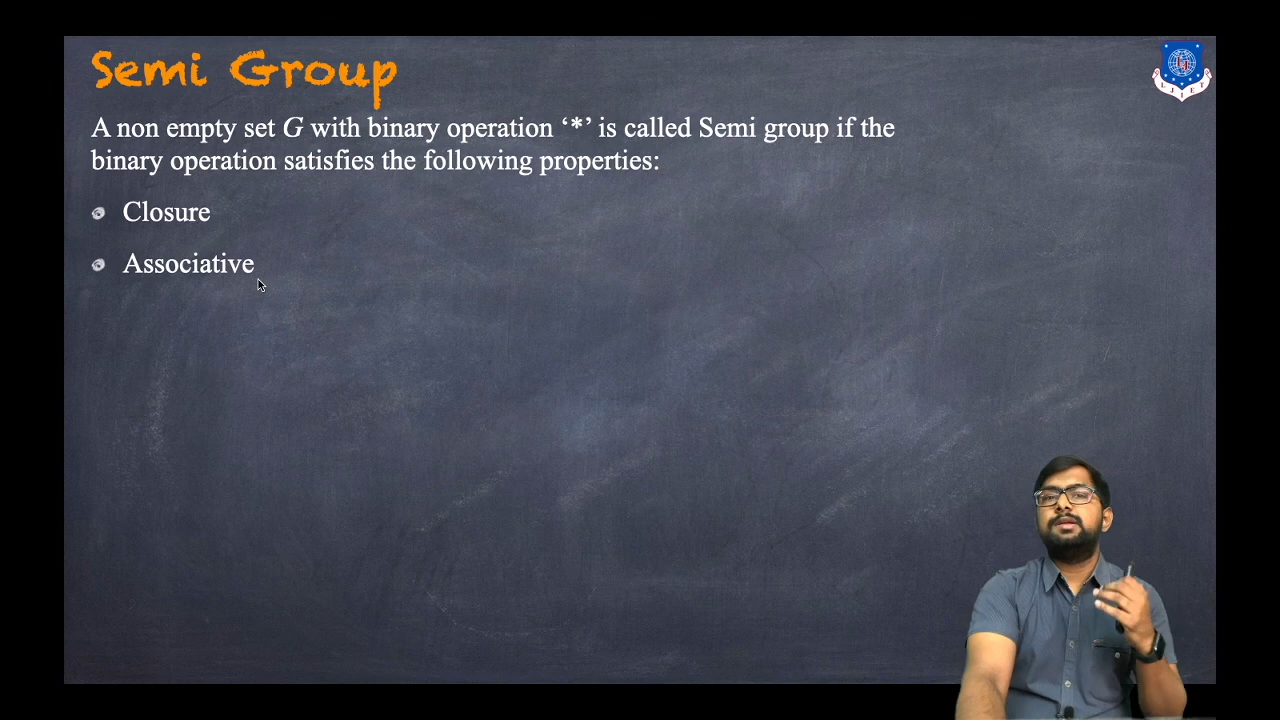 Semi Group
A non empty set G with binary operation ‘*’ is called Semi group if the
binary operation satisfies the following properties:
Closure
Associative
LJIET